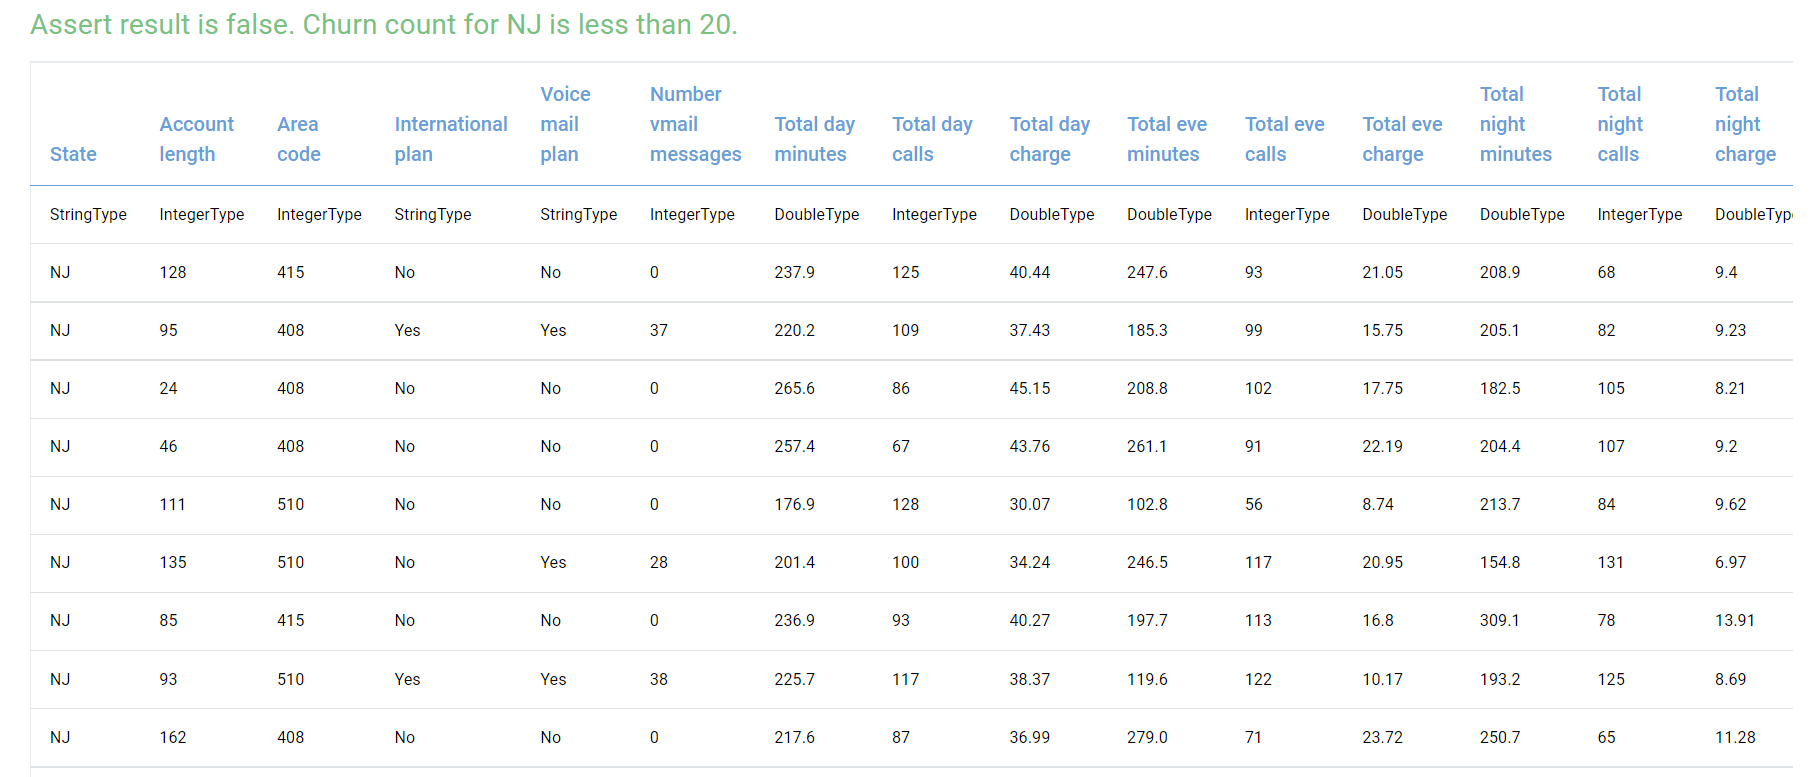 Assert result is false. Churn count for NJ is less than 20.
State Account length Area code International plan Voice mail plan Number vmail messages Total day minutes Total day calls Total day charge Total eve minutes Total eve calls Total eve charge Total night minutes Total night calls Total night charge
StringType IntegerType IntegerType StringType StringType IntegerType DoubleType IntegerType DoubleType DoubleType IntegerType DoubleType DoubleType IntegerType DoubleTyp
NJ 128 415 No No 0 237.9 125 40.44 247.6 93 21.05 208.9 68 9.4
NJ 95 408 Yes Yes 37 220.2 109 37.43 185.3 99 15.75 205.1 82 9.23
NJ 24 408 No No 0 265.6 86 45.15 208.8 102 17.75 182.5 105 8.21
NJ 46 408 No No 0 257.4 67 43.76 261.1 91 22.19 204.4 107 9.2
NJ 111 510 No No 0 176.9 128 30.07 102.8 56 8.74 213.7 84 9.62
NJ 135 510 No Yes 28 201.4 100 34.24 246.5 117 20.95 154.8 131 6.97
NJ 85 415 No No 0 236.9 93 40.27 197.7 113 16.8 309.1 78 13.91
NJ 93 510 Yes Yes 38 225.7 117 38.37 119.6 122 10.17 193.2 125 8.69
NJ 162 408 No No 0 217.6 87 36.99 279.0 71 23.72 250.7 65 11.28